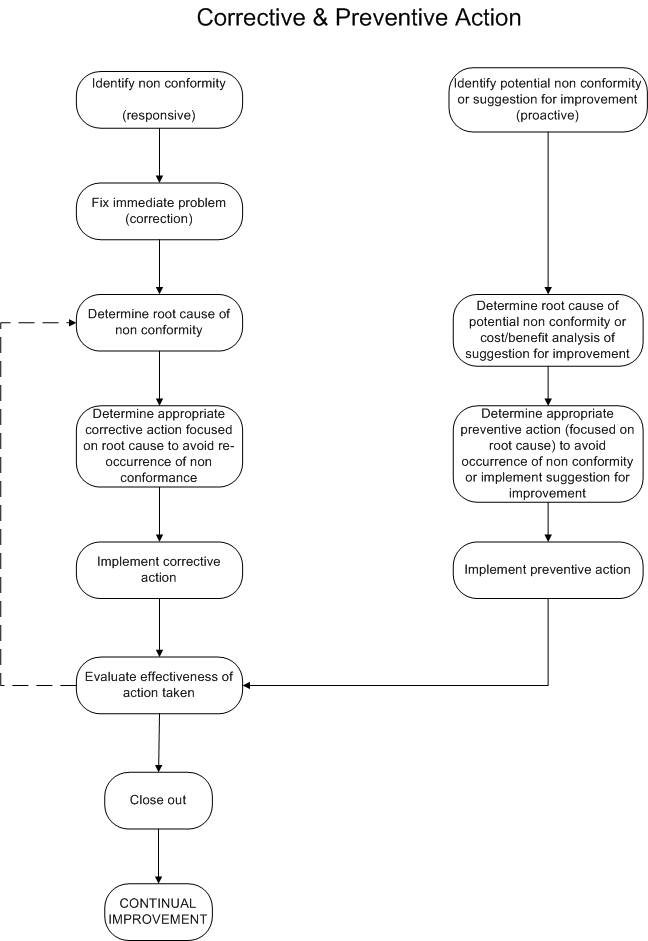 Corrective & Preventive Action
Identify non conformity
(responsive)
Identify potential non conformity
or suggestion for improvement
(proactive)
Fix immediate problem
(correction)
Determine root cause of
non conformity
Determine root cause of
potential non conformity or
cost/benefit analysis of
suggestion for improvement
Determine appropriate
corrective action focused
on root cause to avoid re-
occurrence of non
conformance
Determine appropriate
preventive action (focused on
root cause) to avoid
occurrence of non conformity
or implement suggestion for
improvement
Implement corrective
action
Implement preventive action
Evaluate effectiveness of
action taken
Close out
CONTINUAL
IMPROVEMENT